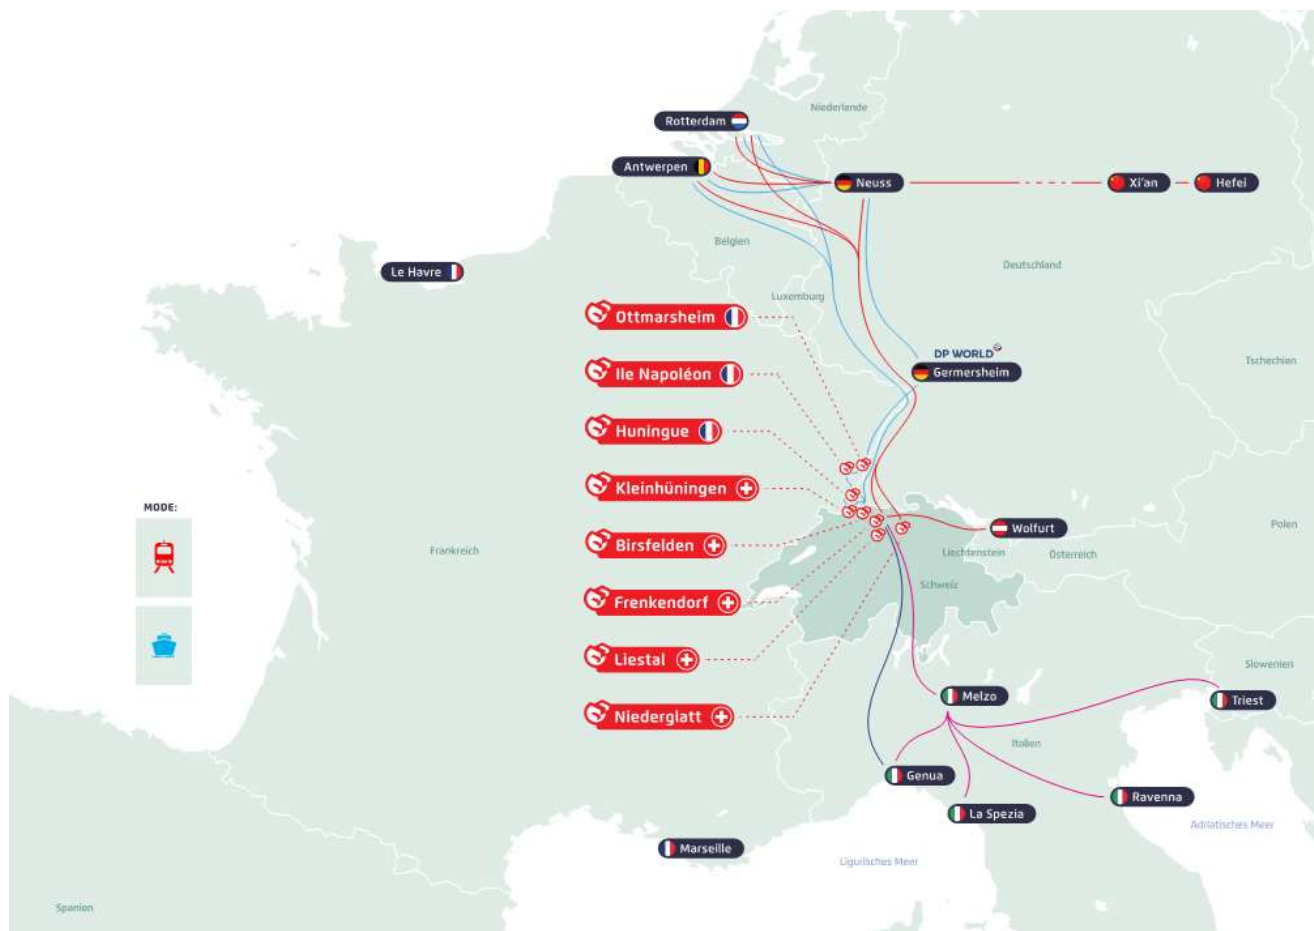 Niederlande
Rotterdam
Antwerpen
Neuss
Xi'an
Hefei
Belgien
Deutschland
Le Havre
Luxemburg
Ottmarsheim
DP WORLD
Germersheim
Tschechien
Ile Napoléon
Huningue
Kleinhüningen
MODE:
Wolfurt
Polen
Birsfelden
Frankreich
Liechtenstein
Österreich
Schweiz
Frenkendorf
Liestal
Slowenien
Melzo
Triest
Niederglatt
Italien
Genua
Ravenna
La Spezia
Adriatisches Meer
Marseille
Ligurisches Meer
Spanien